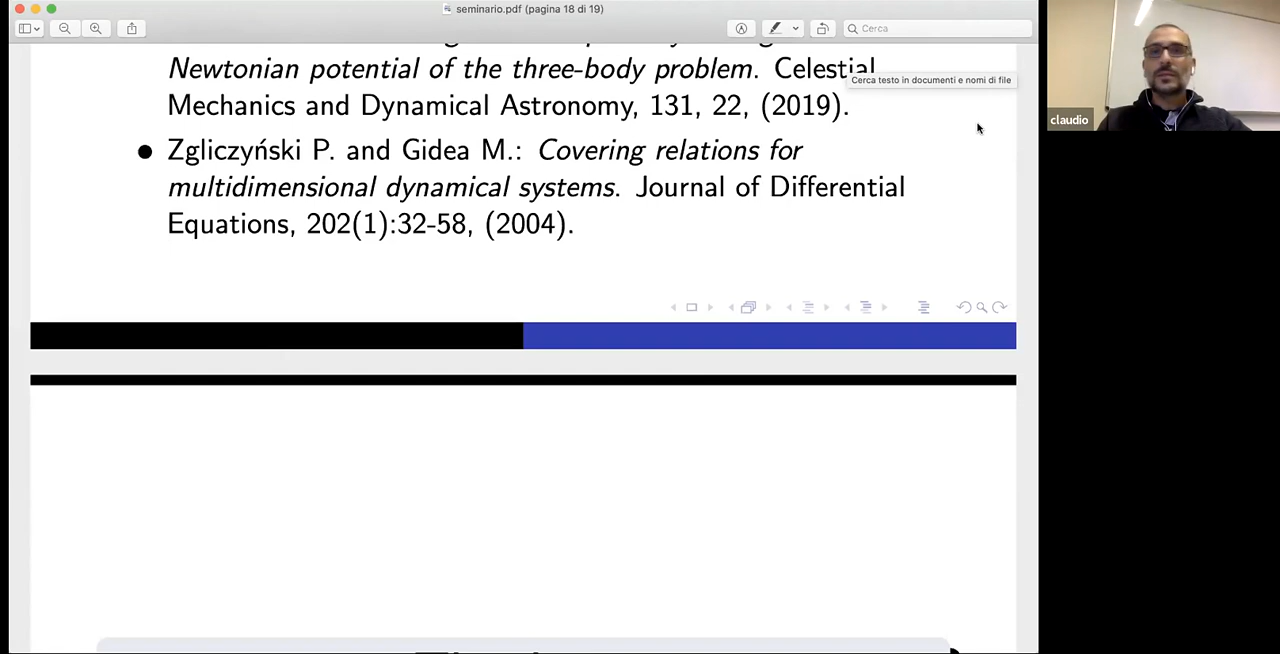 seminario.pdf (pagina 18 di 19)
Cerca
Newtonian potential of the three-body problem. Celestial
Cerca testo in documenti e nomi di file
Mechanics and Dynamical Astronomy, 131, 22, (2019).
claudio
● Zgliczyński P. and Gidea M.: Covering relations for
multidimensional dynamical systems. Journal of Differential
Equations, 202(1):32-58, (2004).